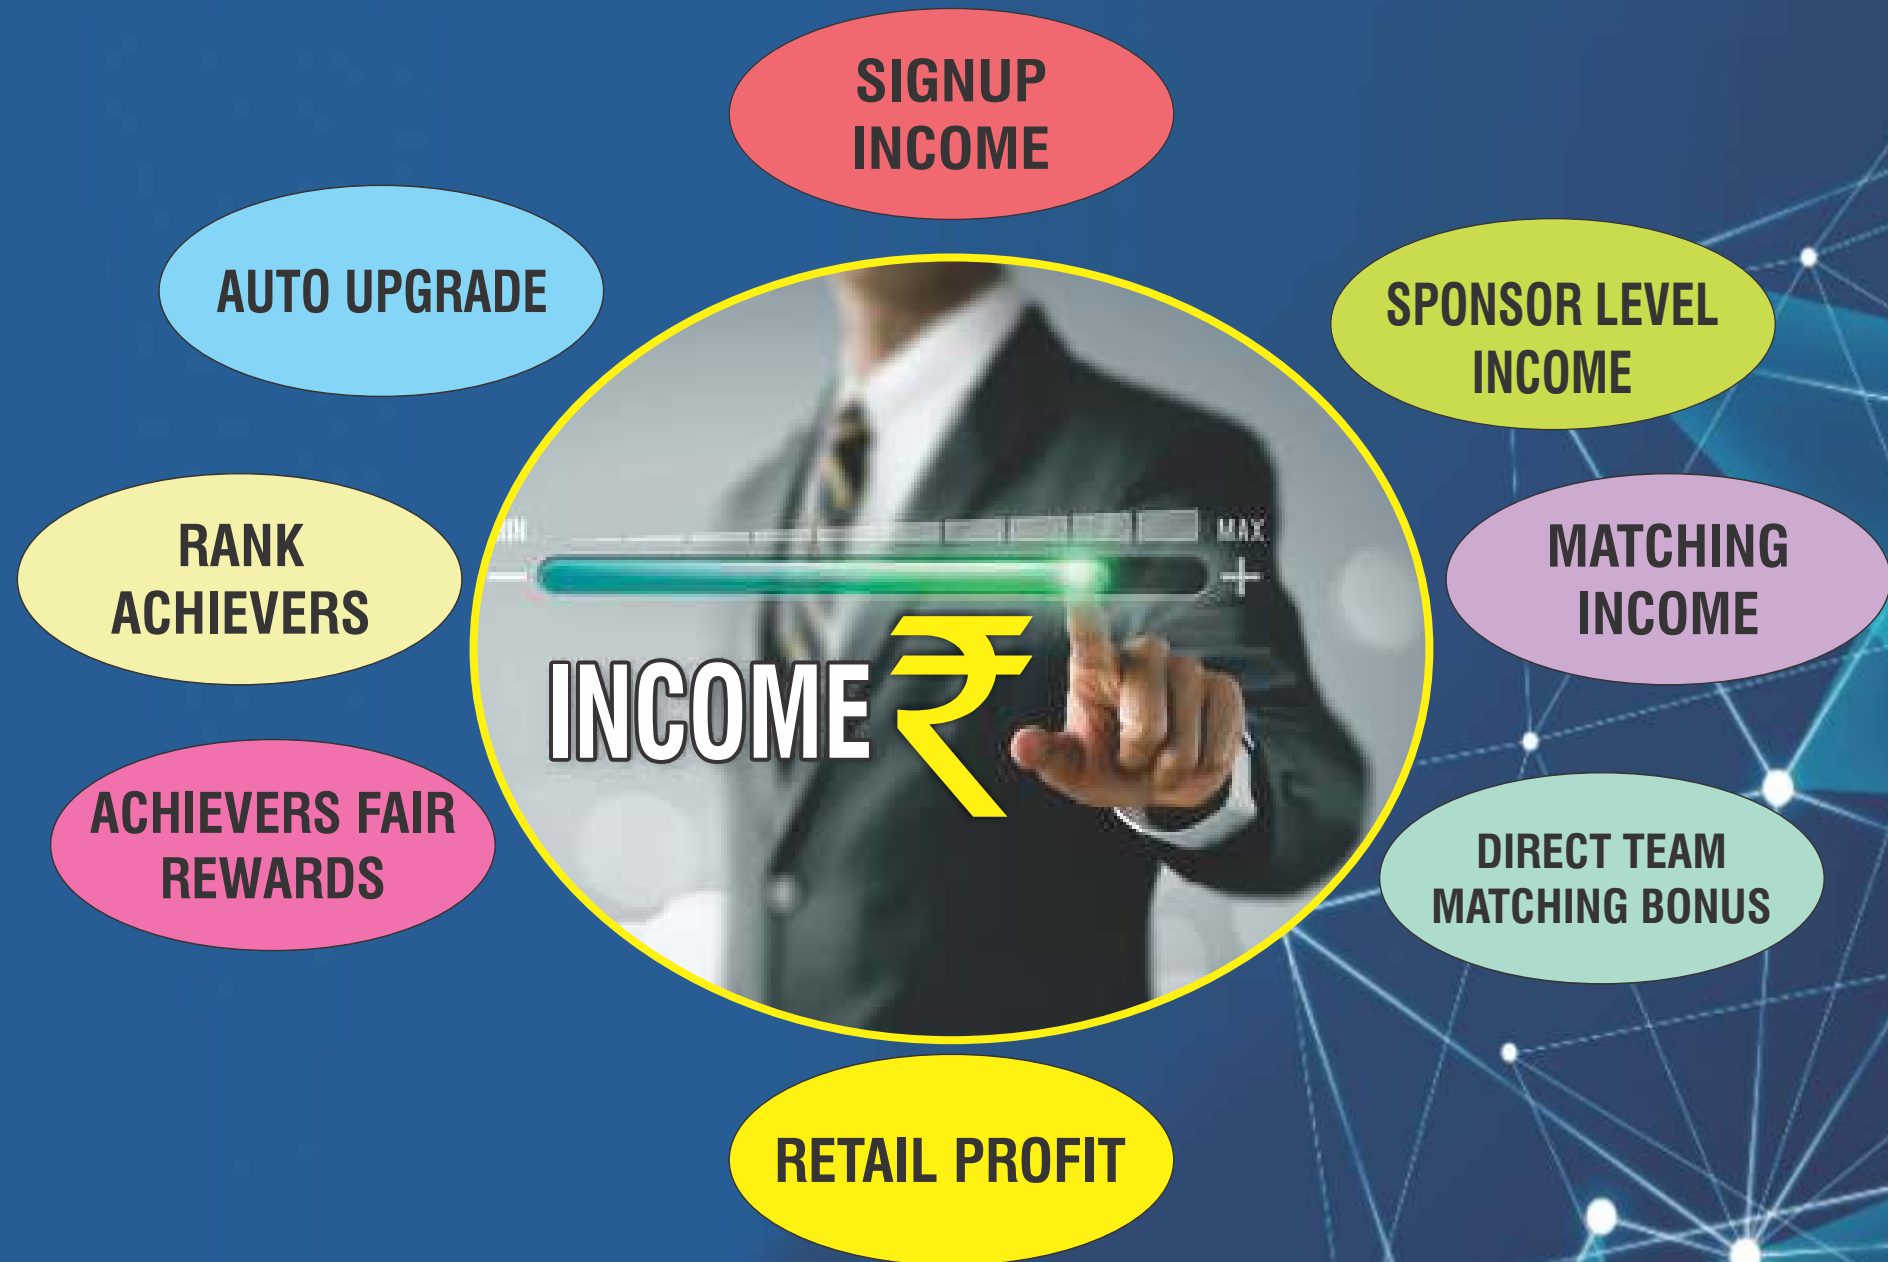 SIGNUP
INCOME
AUTO UPGRADE
SPONSOR LEVEL
INCOME
RANK
ACHIEVERS
MATCHING
INCOME
MAX
INCOME ₹
ACHIEVERS FAIR
REWARDS
DIRECT TEAM
MATCHING BONUS
RETAIL PROFIT